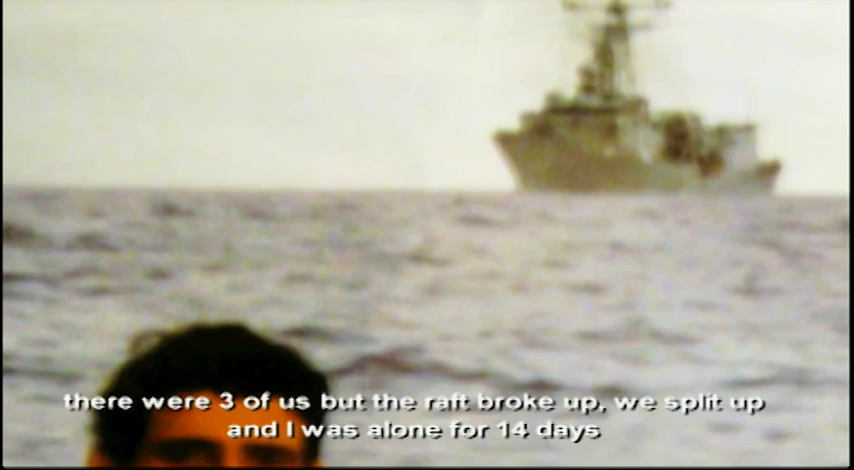 there were 3 of us but the raft broke up, we split up
and I was alone for 14 days